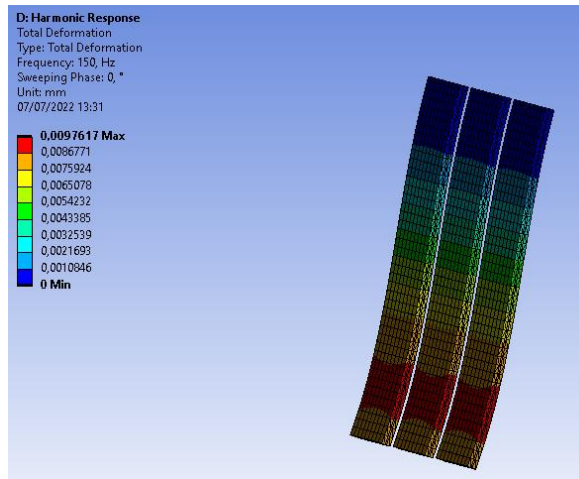 D: Harmonic Response
Total Deformation
Type: Total Deformation
Frequency: 150, Hz
Sweeping Phase: 0, °
Unit: mm
07/07/2022 13:31
0,0097617 Max
0,0086771
0,0075924
0,0065078
0,0054232
0,0043385
0,0032539
0,0021693
0,0010846
0 Min